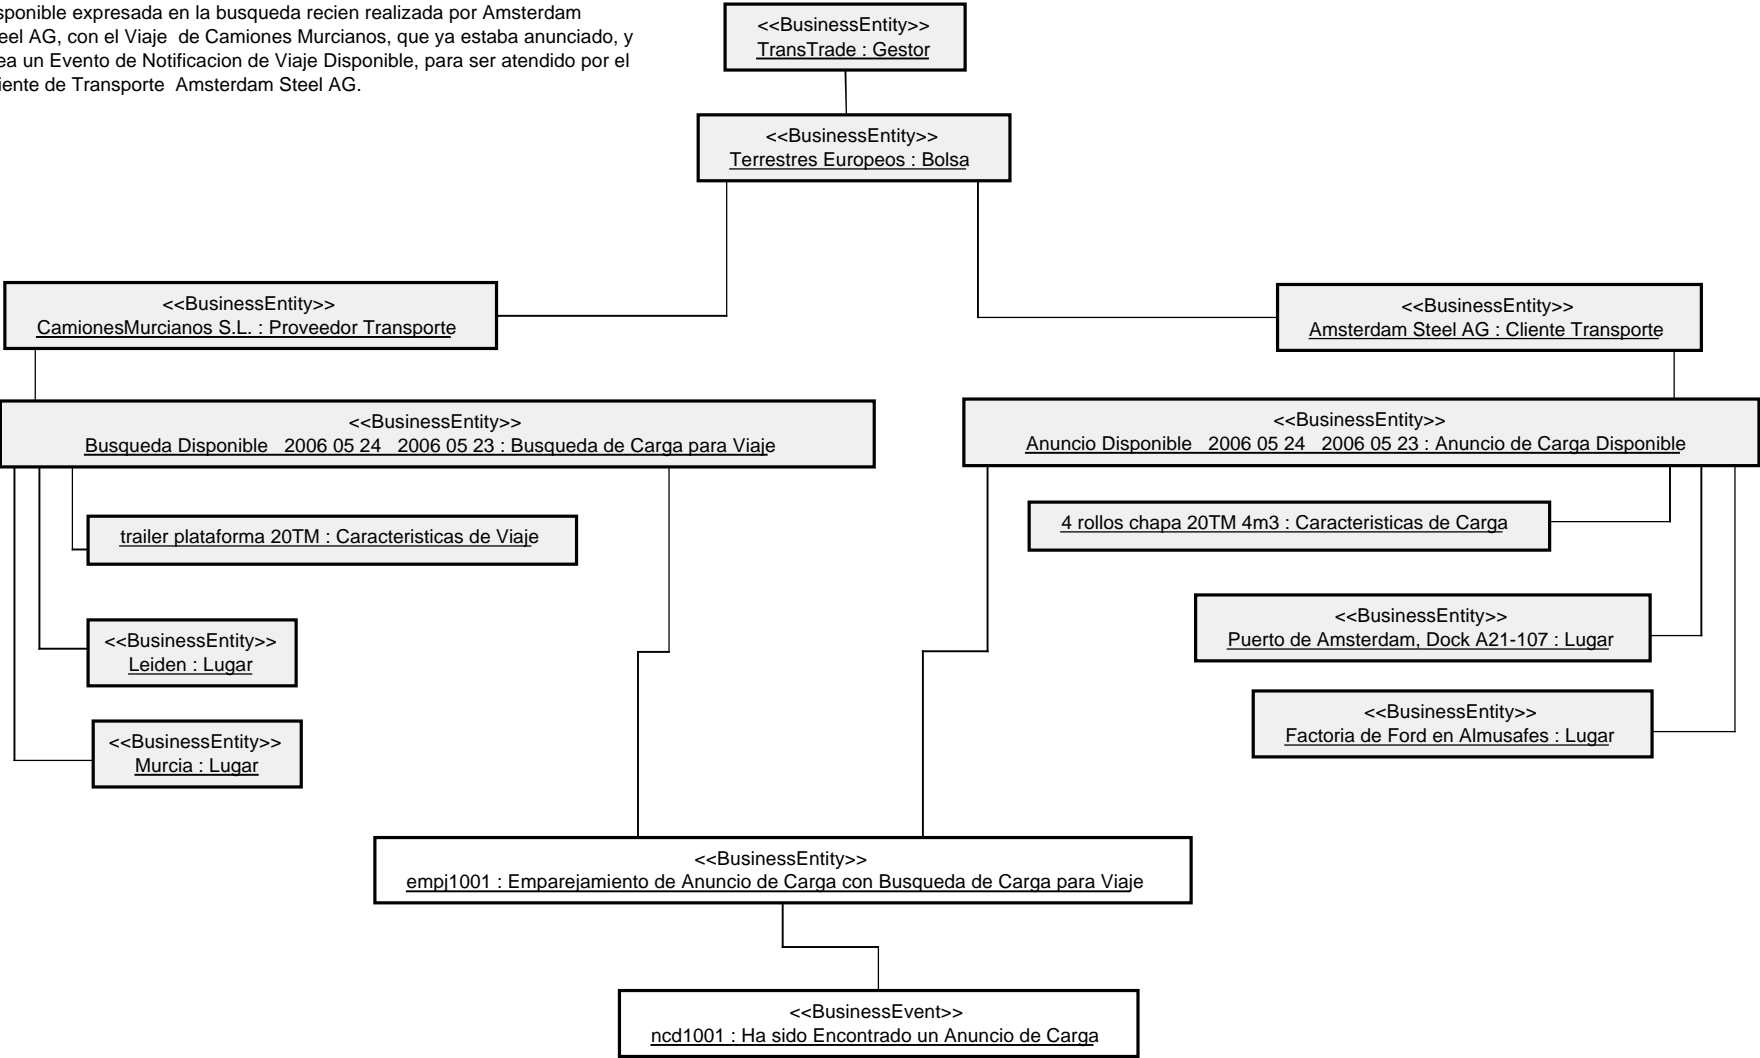 sponible expresada en la busqueda recien realizada por Amsterdam
eel AG, con el Viaje de Camiones Murcianos, que ya estaba anunciado, y
ea un Evento de Notificacion de Viaje Disponible, para ser atendido por el
iente de Transporte Amsterdam Steel AG.
<<BusinessEntity>>
TransTrade : Gestor
<<BusinessEntity>>
Terrestres Europeos : Bolsa
<<BusinessEntity>>
CamionesMurcianos S.L. : Proveedor Transporte
<<BusinessEntity>>
Amsterdam Steel AG : Cliente Transporte
<<BusinessEntity>>
Busqueda Disponible 2006 05 24 2006 05 23 : Busqueda de Carga para Viaje
<<BusinessEntity>>
Anuncio Disponible 2006 05 24 2006 05 23 : Anuncio de Carga Disponible
trailer plataforma 20TM : Caracteristicas de Viaje
4 rollos chapa 20TM 4m3 : Caracteristicas de Carga
<<BusinessEntity>>
Leiden : Lugar
<<BusinessEntity>>
Puerto de Amsterdam, Dock A21-107 : Lugar
<<BusinessEntity>>
Murcia : Lugar
<<BusinessEntity>>
Factoria de Ford en Almusafes : Lugar
<<BusinessEntity>>
empj1001 : Emparejamiento de Anuncio de Carga con Busqueda de Carga para Viaje
<<BusinessEvent>>
ncd1001 : Ha sido Encontrado un Anuncio de Carga